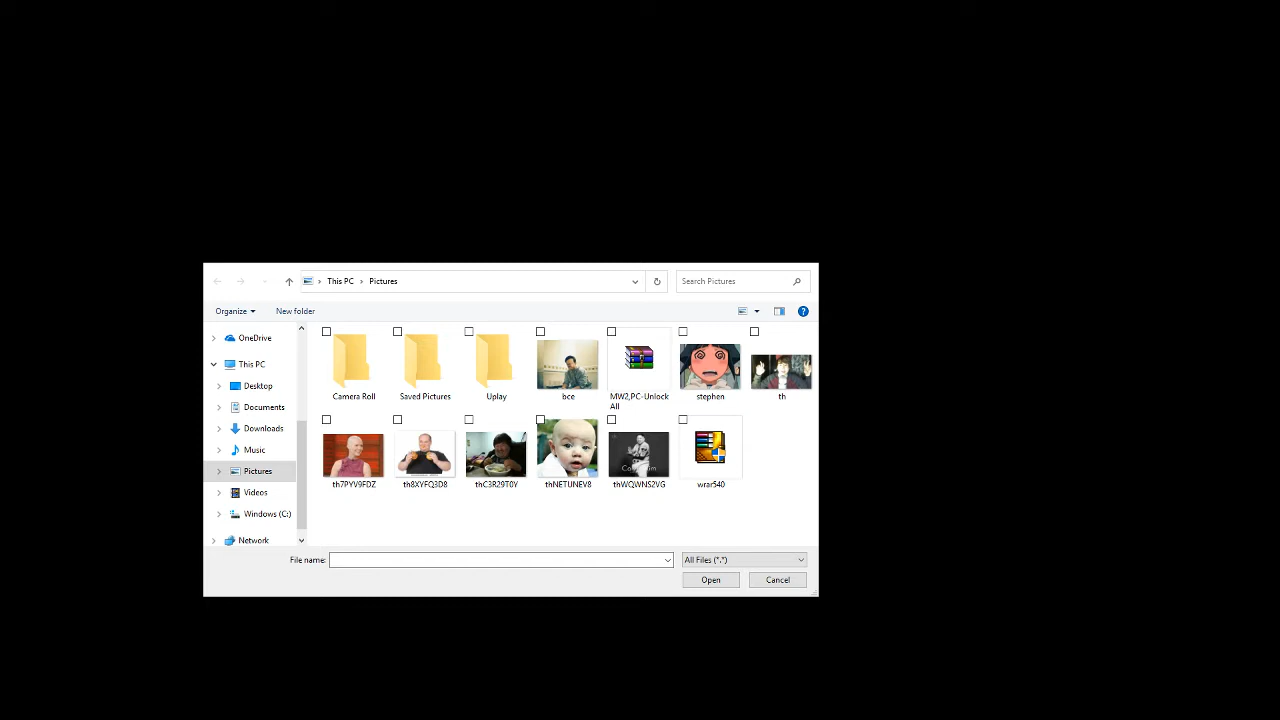 This PC
Pictures
Search Pictures
Organize
New folder
OneDrive
This PC
Desktop
Documents
Downloads
Music
Pictures
Videos
Windows (C:)
Network
Camera Roll
Saved Pictures
Uplay
bce
MW2,PC-Unlock
All
stephen
th
th7PYV9FDZ
th8XYFQ3D8
thC3R29T0Y
thNETUNEV8
thWQWNS2VG
wrar540
File name:
All Files (*.*)
Open
Cancel